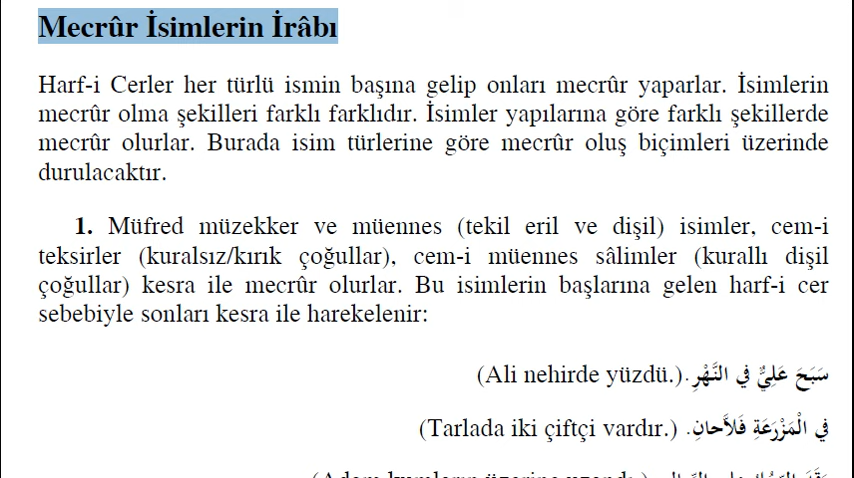 Mecrûr İsimlerin İrâbı
Harf-i Cerler her türlü ismin başına gelip onları mecrûr yaparlar. İsimlerin
mecrûr olma şekilleri farklı farklıdır. İsimler yapılarına göre farklı şekillerde
mecrûr olurlar. Burada isim türlerine göre mecrûr oluş biçimleri üzerinde
durulacaktır.
1. Müfred müzekker ve müennes (tekil eril ve dişil) isimler, cem-i
teksirler (kuralsız/kırık çoğullar), cem-i müennes sâlimler (kurallı dişil
çoğullar) kesra ile mecrûr olurlar. Bu isimlerin başlarına gelen harf-i cer
sebebiyle sonları kesra ile harekelenir:
سَبَحَ عَلِيٌّ فِي النَّهْرِ. (Ali nehirde yüzdü.)
فِي الْمَزْرَعَةِ فَلاَّحانِ. (Tarlada iki çiftçi vardır.)